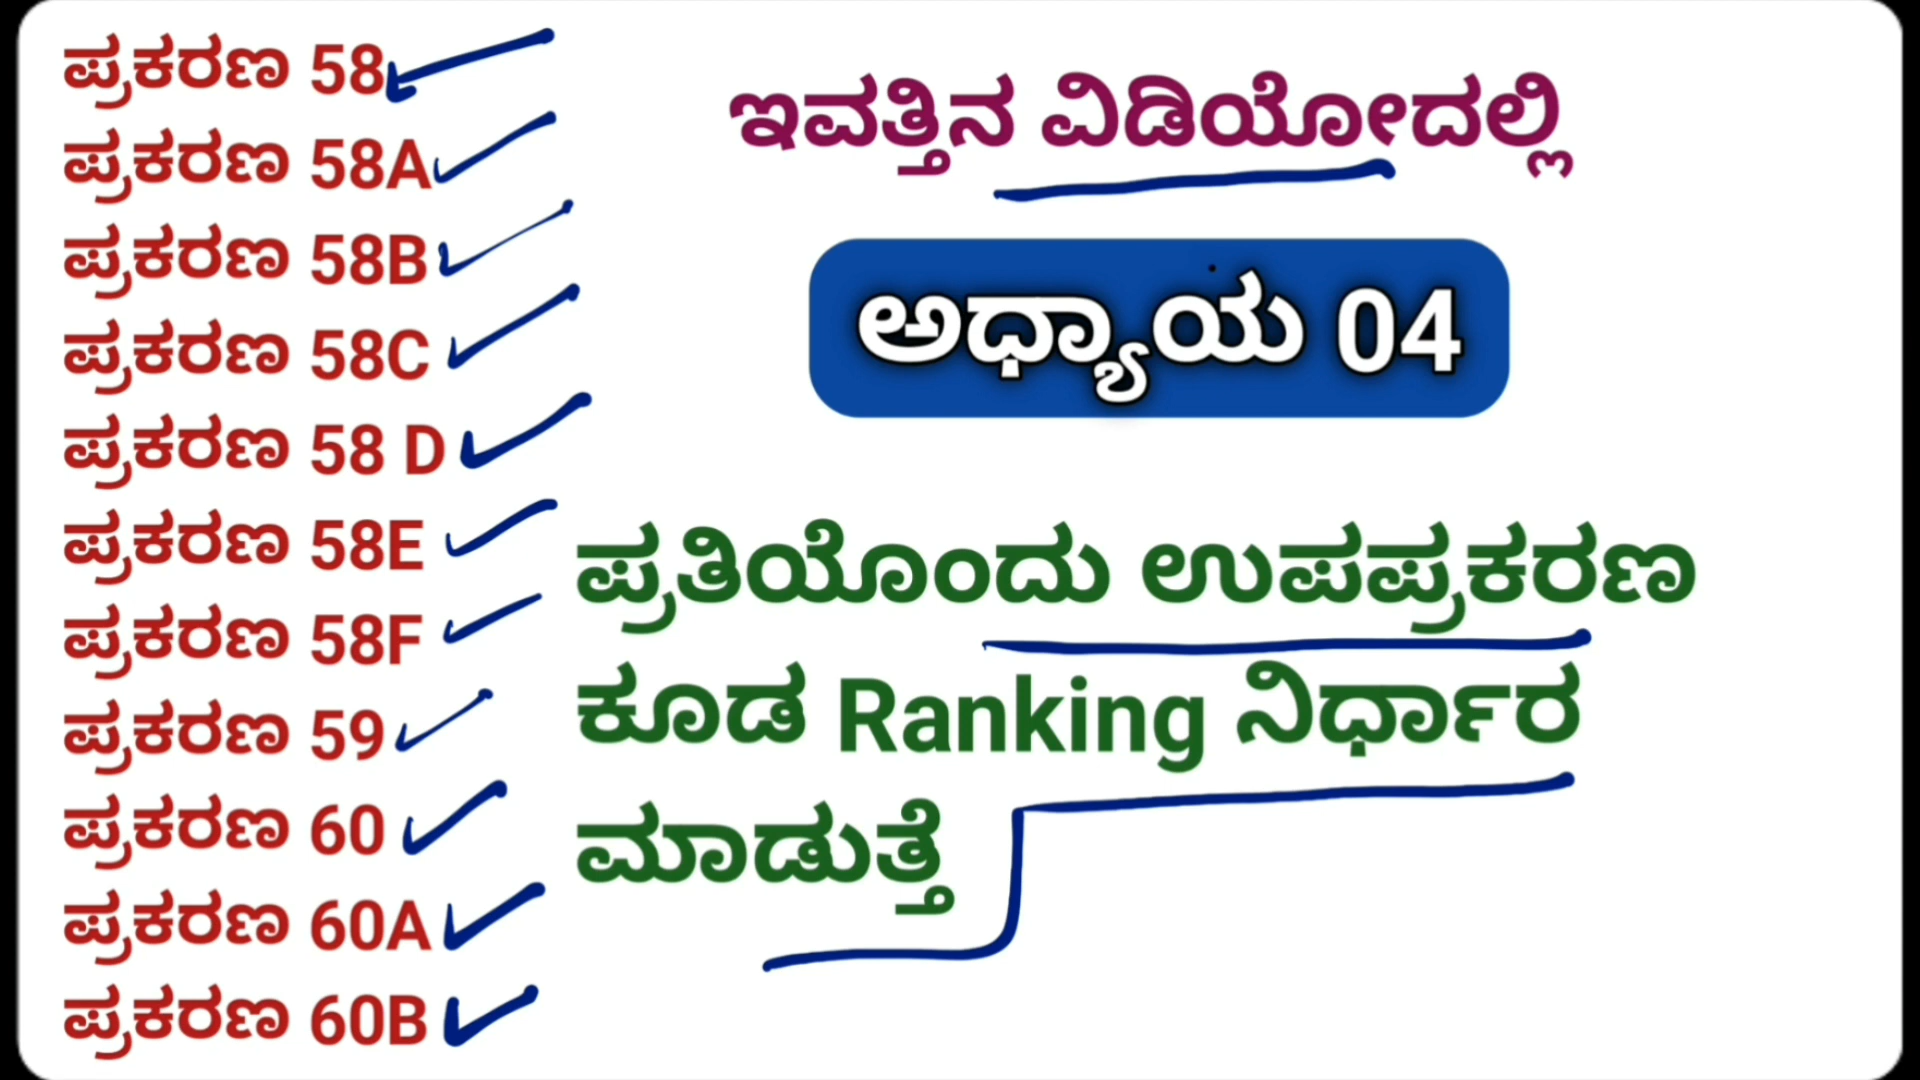 ಪ್ರಕರಣ 58
ಪ್ರಕರಣ 58A
ಪ್ರಕರಣ 58B
ಪ್ರಕರಣ 58C
ಪ್ರಕರಣ 58 D
ಪ್ರಕರಣ 58E
ಪ್ರಕರಣ 58F
ಪ್ರಕರಣ 59
ಪ್ರಕರಣ 60
ಪ್ರಕರಣ 60A
ಪ್ರಕರಣ 60B
ಇವತ್ತಿನ ವಿಡಿಯೋದಲ್ಲಿ
ಅಧ್ಯಾಯ 04
ಪ್ರತಿಯೊಂದು ಉಪಪ್ರಕರಣ
ಕೂಡ Ranking ನಿರ್ಧಾರ
ಮಾಡುತ್ತೆ